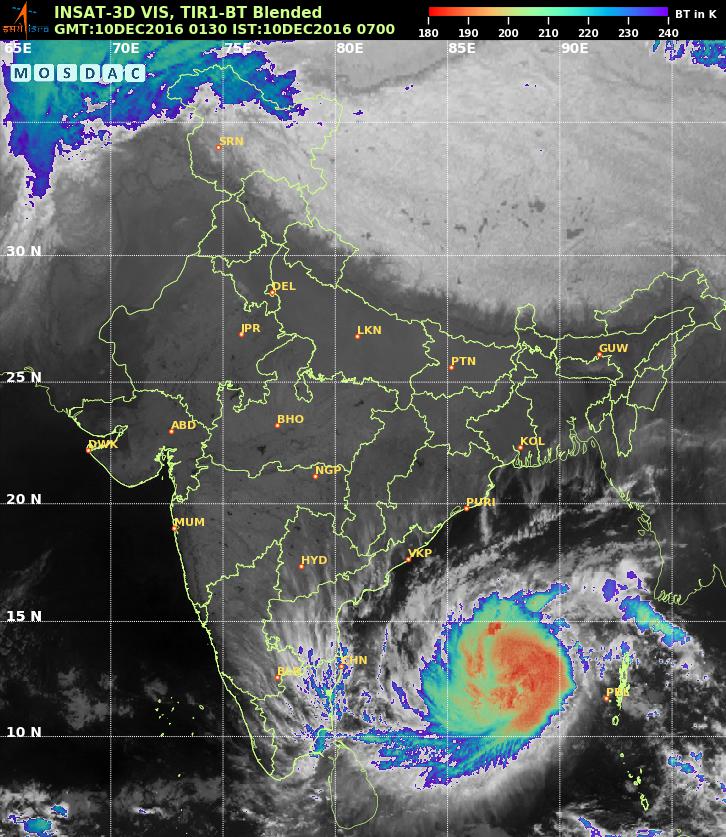 INSAT-3D VIS, TIR1-BT Blended
GMT:10DEC2016 0130 IST:10DEC2016 0700
BT in K
180 190 200 210 220 230 240
65E 70E 75E 80E 85E 90E
MOSDAC
SRN
30 N
DEL
JPR LKN
GUW
PTN
25 N
ABD BHO
DWK KOL
NGP
20 N
PURI
MUM
VKP
HYD
15 N
CHN
10 N